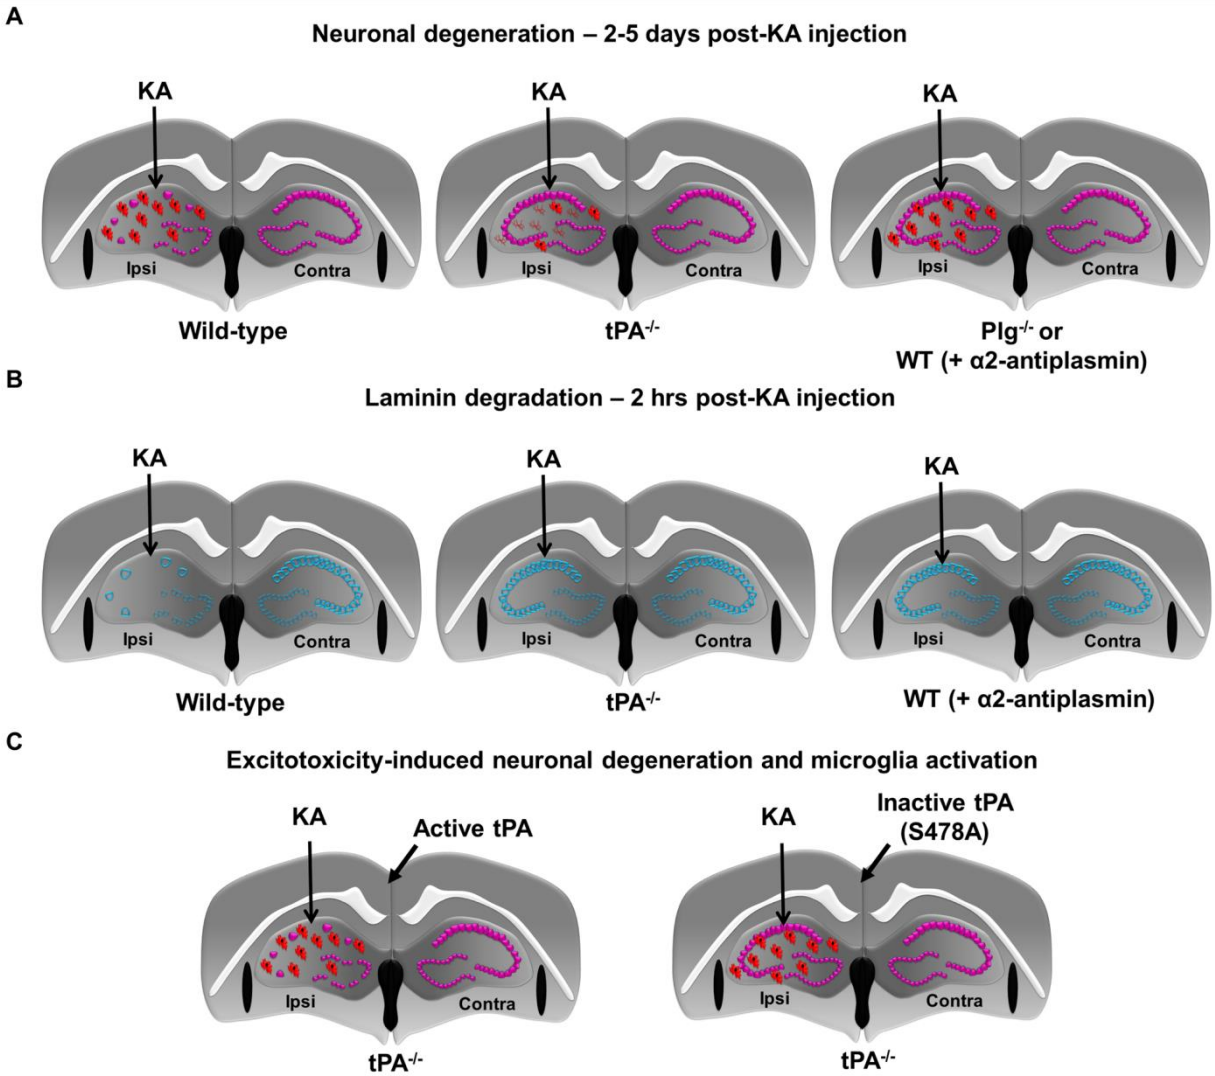 A
Neuronal degeneration – 2-5 days post-KA injection
KA
KA
KA
Ipsi
Contra
Ipsi
Contra
Ipsi
Contra
Wild-type
tPA-/-
Plg-/- or
WT (+ α2-antiplasmin)
B
Laminin degradation – 2 hrs post-KA injection
KA
KA
KA
Ipsi
Contra
Ipsi
Contra
Ipsi
Contra
Wild-type
tPA-/-
WT (+ α2-antiplasmin)
C
Excitotoxicity-induced neuronal degeneration and microglia activation
KA
Active tPA
KA
Inactive tPA
(S478A)
Ipsi
Contra
Ipsi
Contra
tPA-/-
tPA-/-